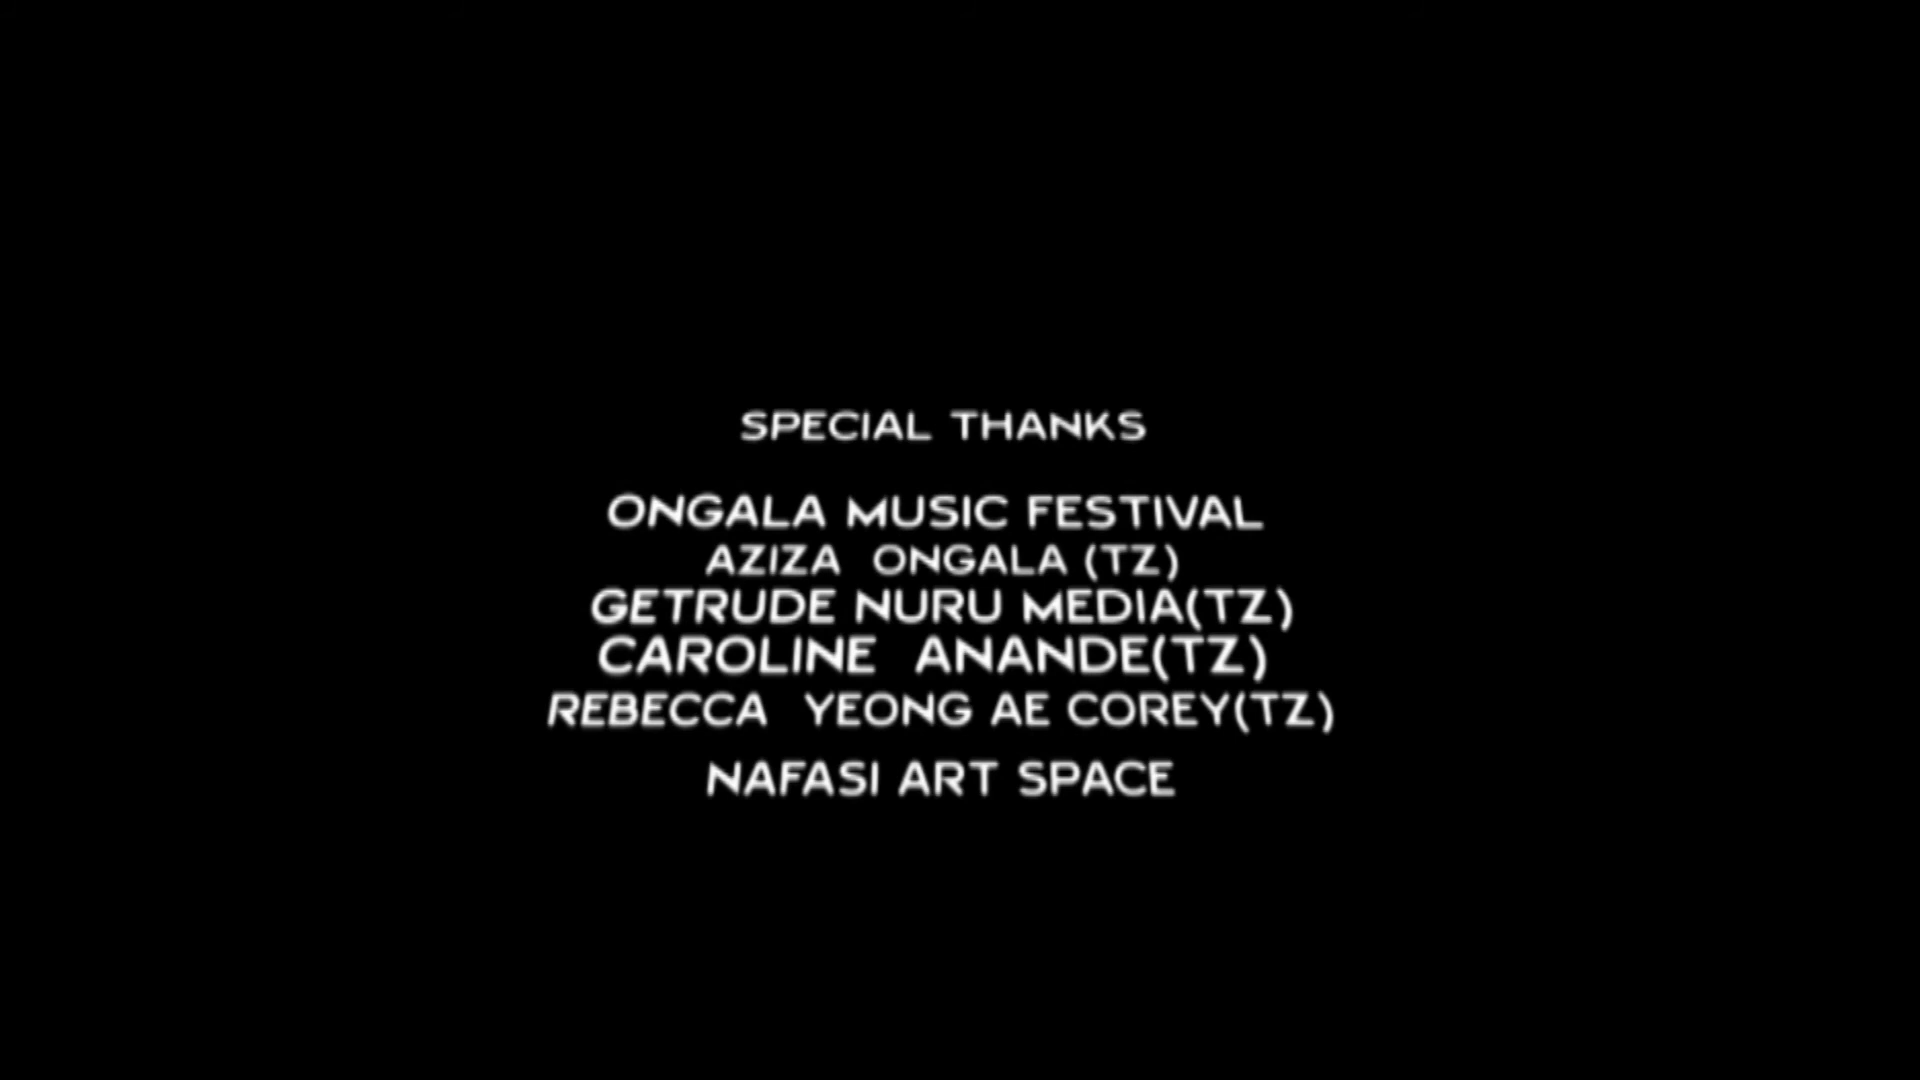 SPECIAL THANKS
ONGALA MUSIC FESTIVAL
AZIZA ONGALA (TZ)
GETRUDE NURU MEDIA(TZ)
CAROLINE ANANDE(TZ)
REBECCA YEONG AE COREY(TZ)
NAFASI ART SPACE